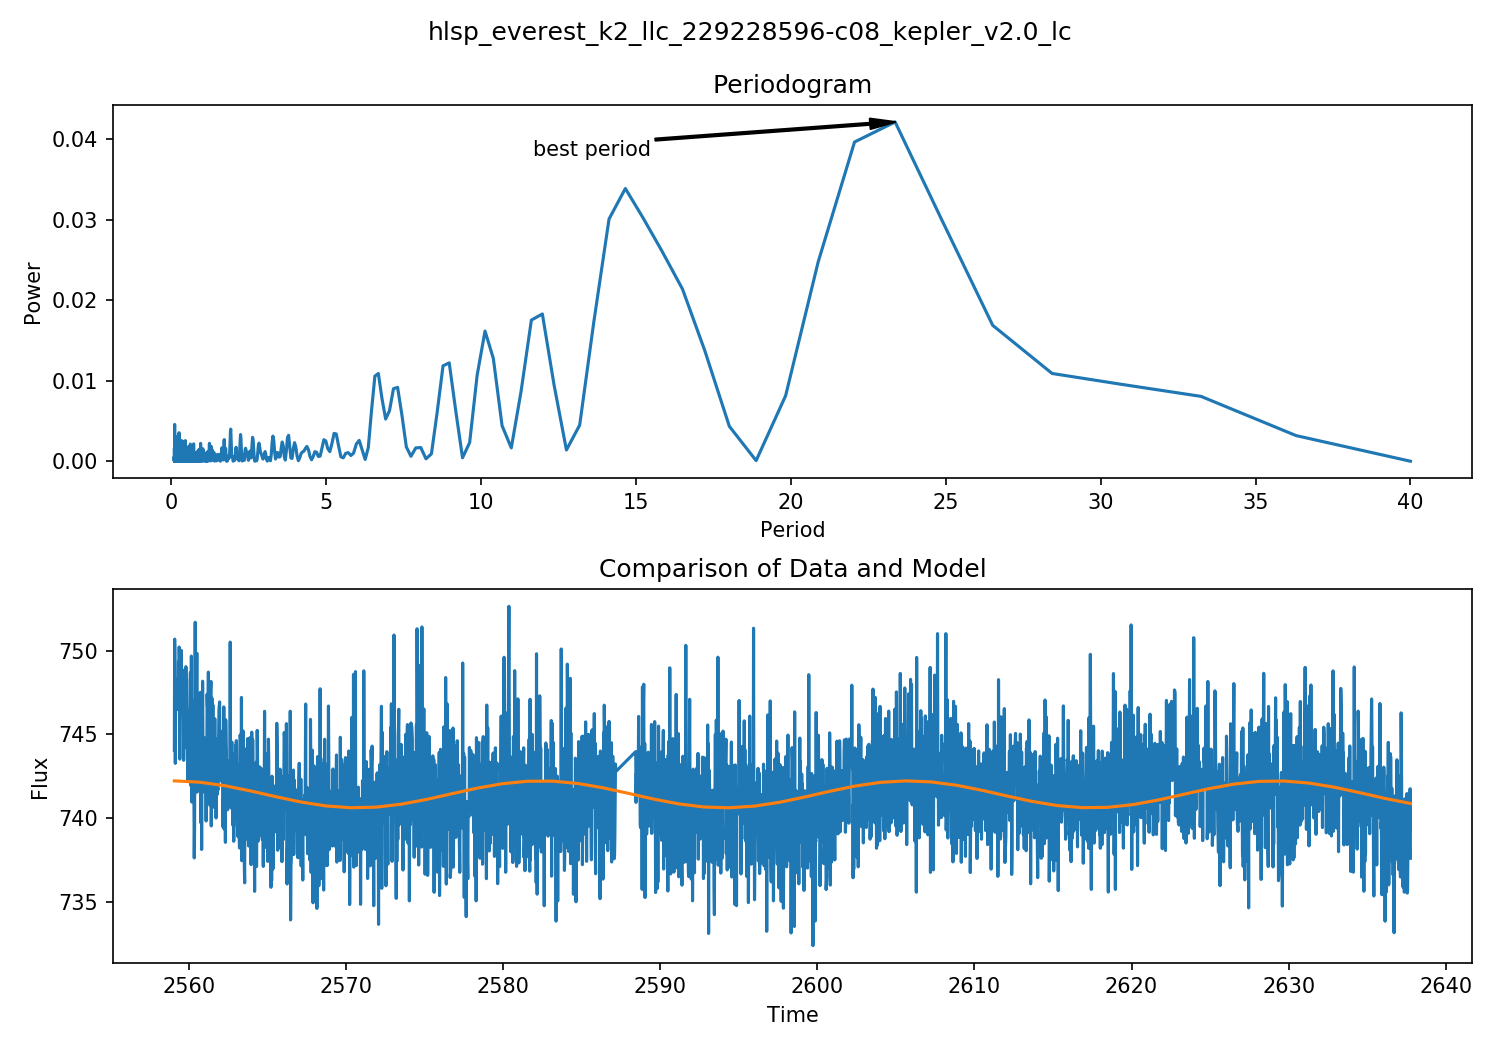 hlsp_everest_k2_llc_229228596-c08_kepler_v2.0_lc
Periodogram
0.04
0.03
0.02
0.01
0.00
Power
best period
0 5 10 15 20 25 30 35 40
Period
Comparison of Data and Model
750
745
740
735
Flux
2560 2570 2580 2590 2600 2610 2620 2630 2640
Time